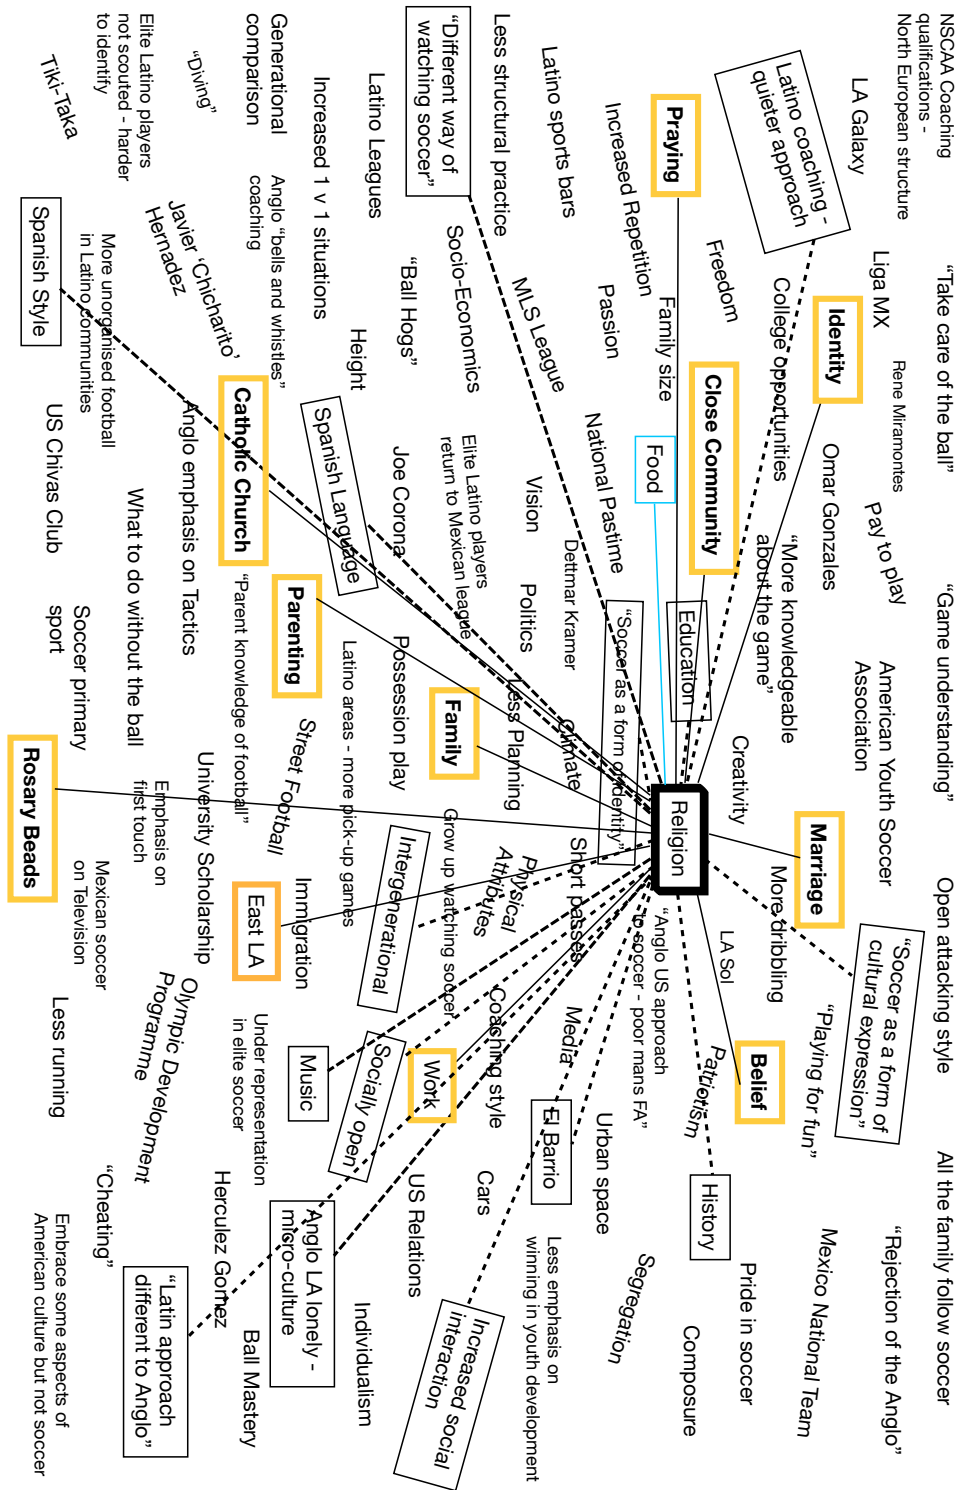 NSCAA Coaching
qualifications -
North European structure
"Take care of the ball"
"Game understanding"
Open attacking style
All the family follow soccer
LA Galaxy
Liga MX
Rene Miramontes
Pay to play
American Youth Soccer
Association
"Soccer as a form of
cultural expression"
"Rejection of the Anglo"
Latino coaching -
quieter approach
Identity
Omar Gonzales
Marriage
"Playing for fun"
Mexico National Team
College opportunities
"More knowledgeable
about the game"
Creativity
More dribbling
LA Sol
Belief
Pride in soccer
Praying
Freedom
Close Community
Education
Religion
Patriotism
History
Composure
Increased Repetition
Family size
Food
"Soccer as a form of identity"
"Anglo US approach
to soccer - poor mans FA"
Segregation
Latino sports bars
Passion
National Pastime
Dettmar Kramer
Climate
Short passes
Media
Urban space
El Barrio
Less emphasis on
winning in youth development
Less structural practice
MLS League
Vision
Politics
Less Planning
Physical
Attributes
Coaching style
Cars
Increased social
interaction
"Different way of
watching soccer"
Socio-Economics
Elite Latino players
return to Mexican league
Family
Grow up watching soccer
Work
US Relations
Latino Leagues
"Ball Hogs"
Joe Corona
Possession play
Intergenerational
Socially open
Individualism
Increased 1 v 1 situations
Height
Spanish Language
Latino areas - more pick-up games
Music
Anglo LA lonely -
micro-culture
Generational
comparison
Anglo "bells and whistles"
coaching
Parenting
Street Football
Immigration
East LA
Under representation
in elite soccer
Ball Mastery
"Diving"
Javier 'Chicharito'
Hernadez
Catholic Church
"Parent knowledge of football"
University Scholarship
Herculez Gomez
Elite Latino players
not scouted - harder
to identify
Anglo emphasis on Tactics
Emphasis on
first touch
Olympic Development
Programme
"Latin approach
different to Anglo"
Tiki-Taka
More unorganised football
in Latino communities
What to do without the ball
Mexican soccer
on Television
"Cheating"
Spanish Style
US Chivas Club
Soccer primary
sport
Rosary Beads
Less running
Embrace some aspects of
American culture but not soccer